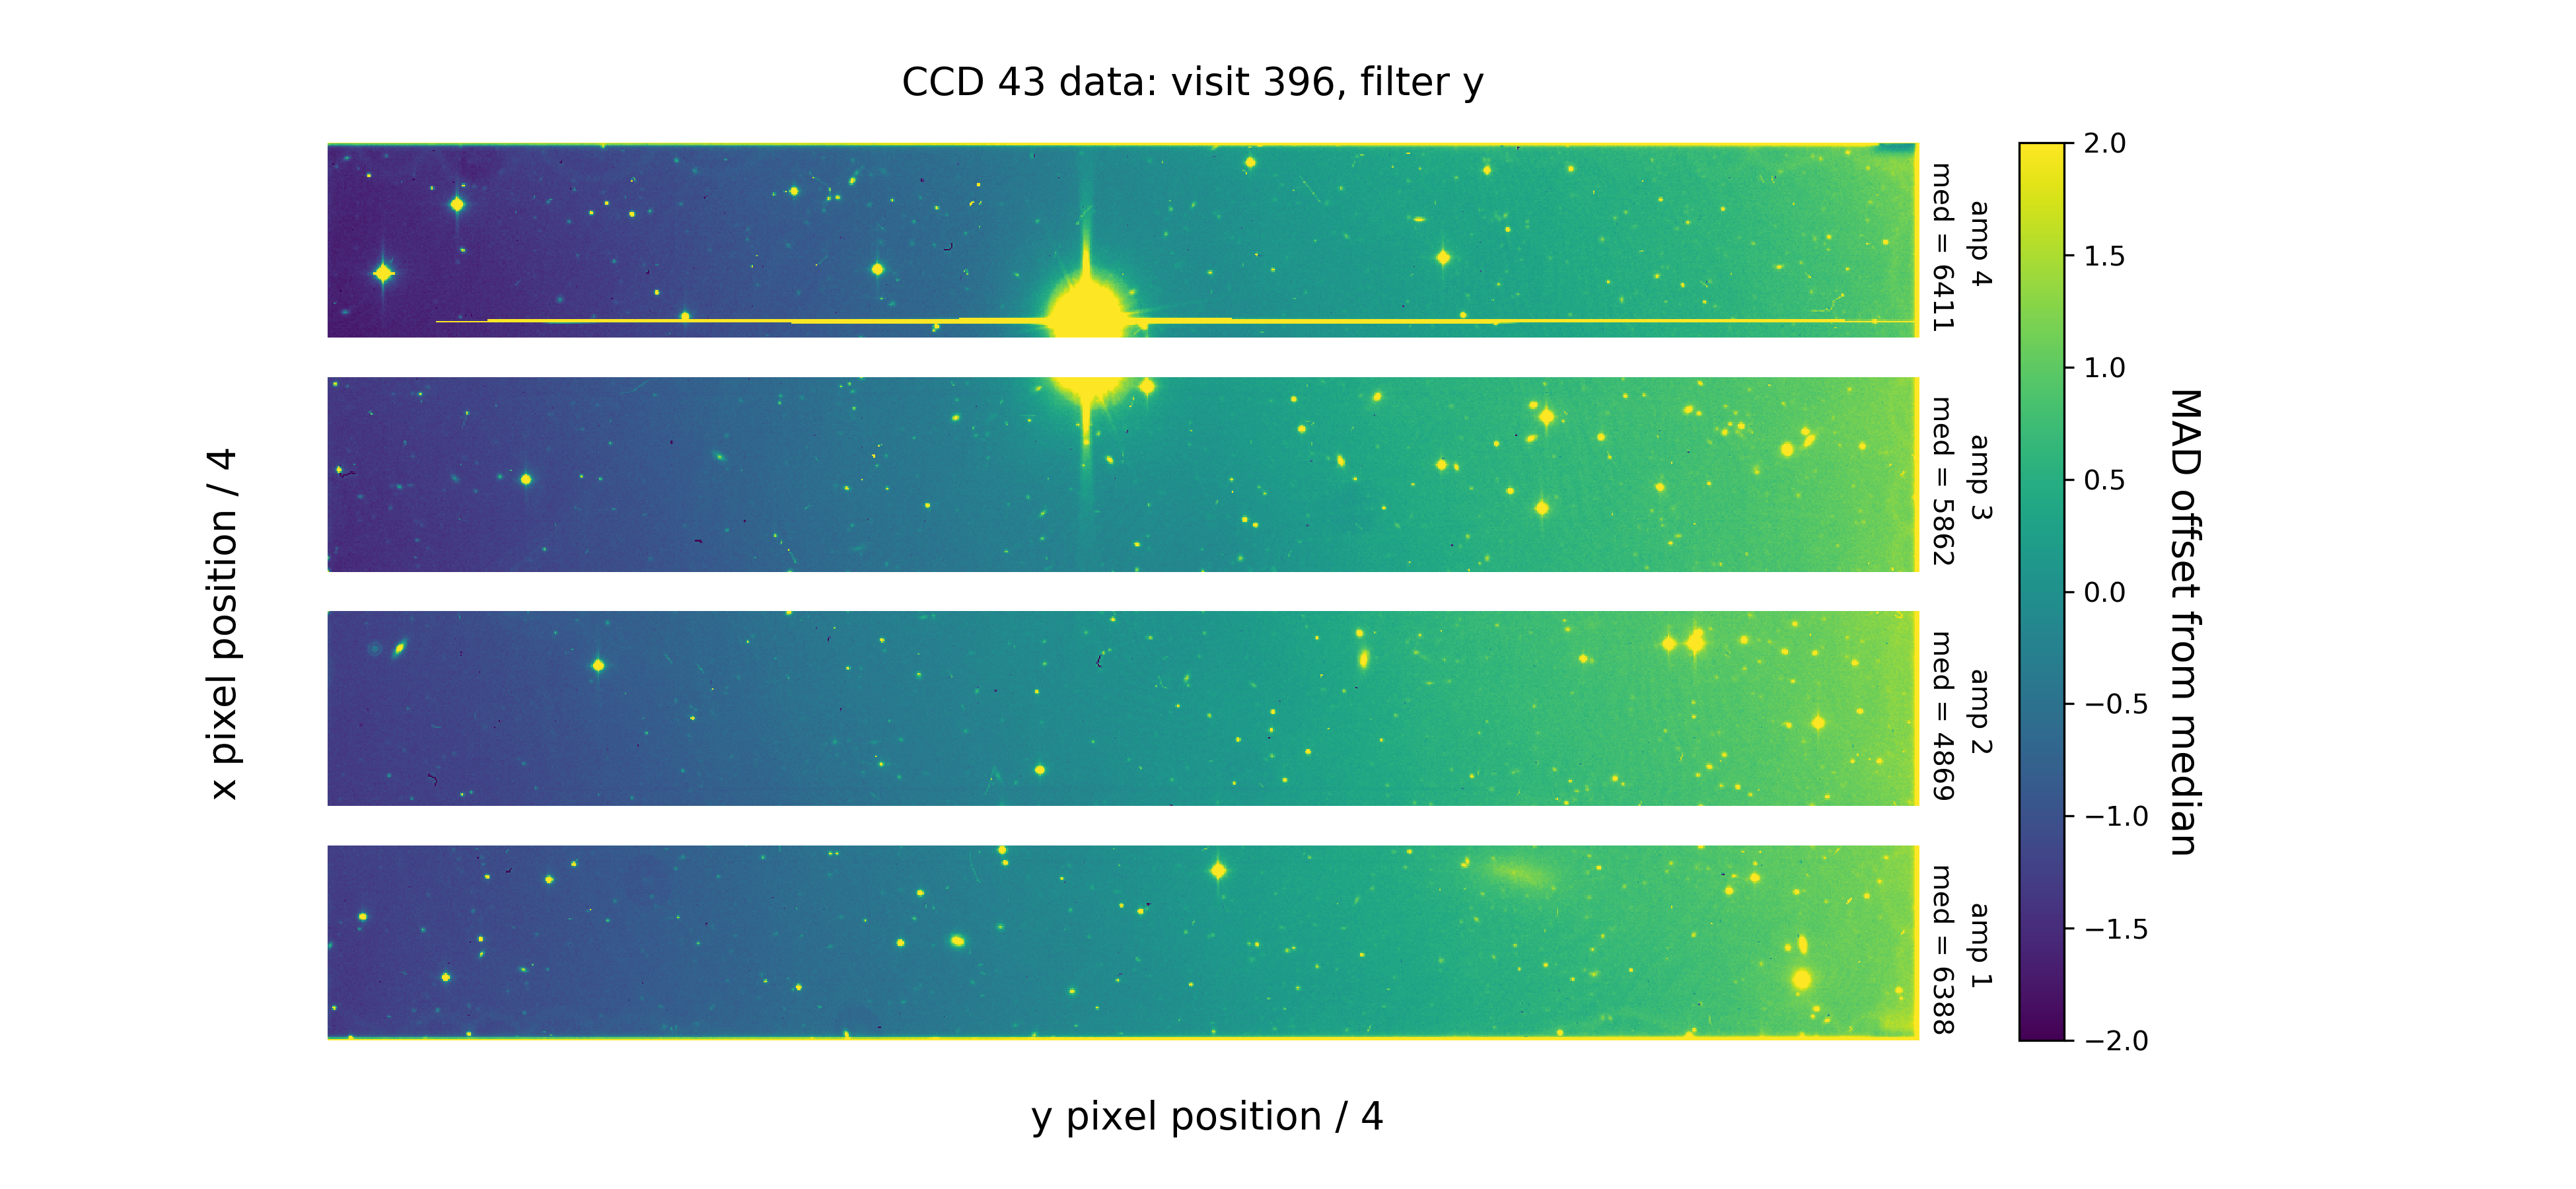 CCD 43 data: visit 396, filter y
x pixel position / 4
amp 4
med = 6411
amp 3
med = 5862
amp 2
med = 4869
amp 1
med = 6388
2.0
1.5
1.0
0.5
0.0
−0.5
−1.0
−1.5
−2.0
MAD offset from median
y pixel position / 4